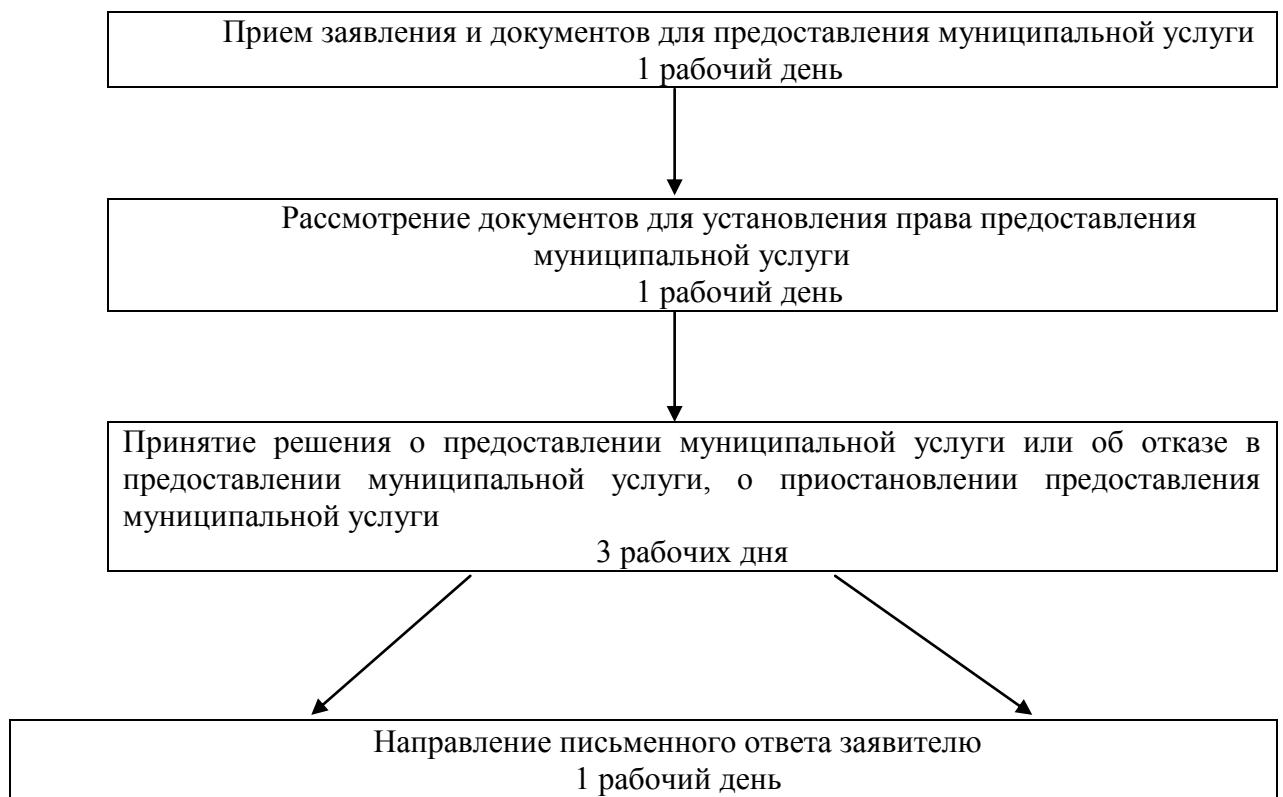 Прием заявления и документов для предоставления муниципальной услуги
1 рабочий день
Рассмотрение документов для установления права предоставления
муниципальной услуги
1 рабочий день
Принятие решения о предоставлении муниципальной услуги или об отказе в
предоставлении муниципальной услуги, о приостановлении предоставления
муниципальной услуги
3 рабочих дня
Направление письменного ответа заявителю
1 рабочий день